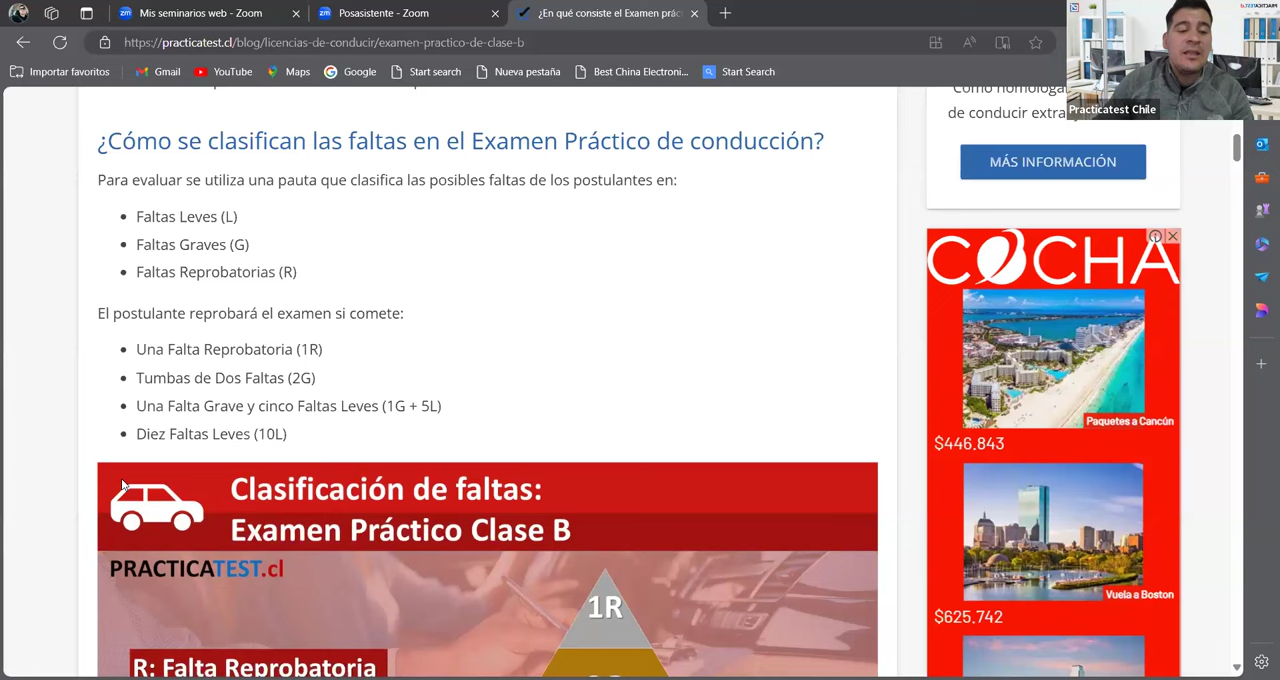 Mis seminarios web - Zoom
Posasistente - Zoom
¿En qué consiste el Examen prác
https://practicatest.cl/blog/licencias-de-conducir/examen-practico-de-clase-b
Importar favoritos
Gmail
YouTube
Maps
Google
Start search
Nueva pestaña
Best China Electroni...
Start Search
Practicatest Chile
¿Cómo se clasifican las faltas en el Examen Práctico de conducción?
Para evaluar se utiliza una pauta que clasifica las posibles faltas de los postulantes en:
Faltas Leves (L)
Faltas Graves (G)
Faltas Reprobatorias (R)
El postulante reprobará el examen si comete:
Una Falta Reprobatoria (1R)
Tumbas de Dos Faltas (2G)
Una Falta Grave y cinco Faltas Leves (1G + 5L)
Diez Faltas Leves (10L)
Clasificación de faltas:
Examen Práctico Clase B
PRACTICATEST.cl
1R
R: Falta Reprobatoria
Cómo homologa
de conducir extra
MÁS INFORMACIÓN
COCHA
Paquetes a Cancún
$446.843
Vuela a Boston
$625.742